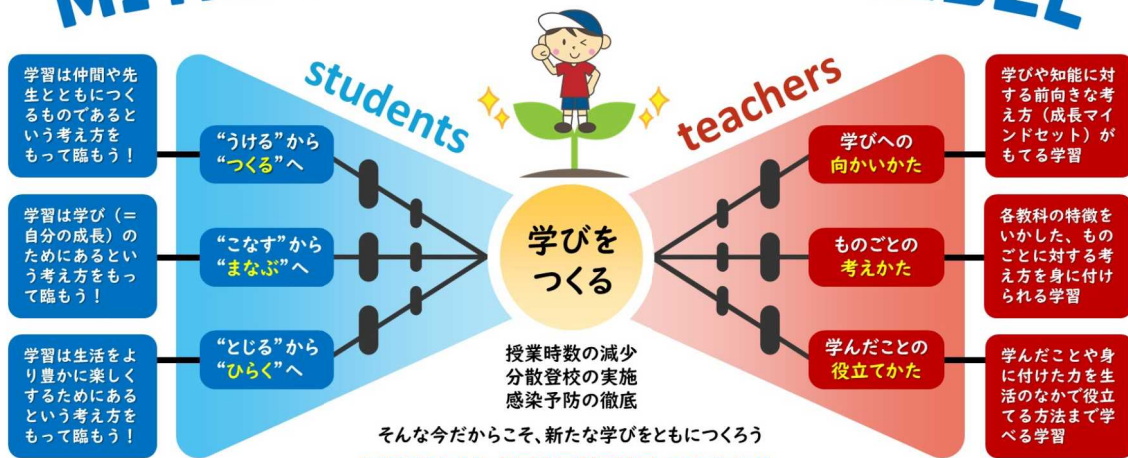 students
teachers
学習は仲間や先
生とともにつく
るものであると
いう考え方を
もって臨もう！
“うける”から
“つくる”へ
学習は学び（＝
自分の成長）の
ためにあるとい
う考え方をもっ
て臨もう！
“こなす”から
“まなぶ”へ
学習は生活をよ
り豊かに楽しく
するためにある
という考え方を
もって臨もう！
“とじる”から
“ひらく”へ
学びを
つくる
学びへの
向かいかた
学びや知能に対
する前向きな考
え方（成長マイ
ンドセット）が
もてる学習
ものごとの
考えかた
各教科の特徴を
いかした、もの
ごとに対する考
え方を身に付け
られる学習
学んだことの
役立てかた
学んだことや身
に付けた力を生
活のなかで役立
てる方法まで学
べる学習
授業時数の減少
分散登校の実施
感染予防の徹底
そんな今だからこそ、新たな学びをともにつくろう